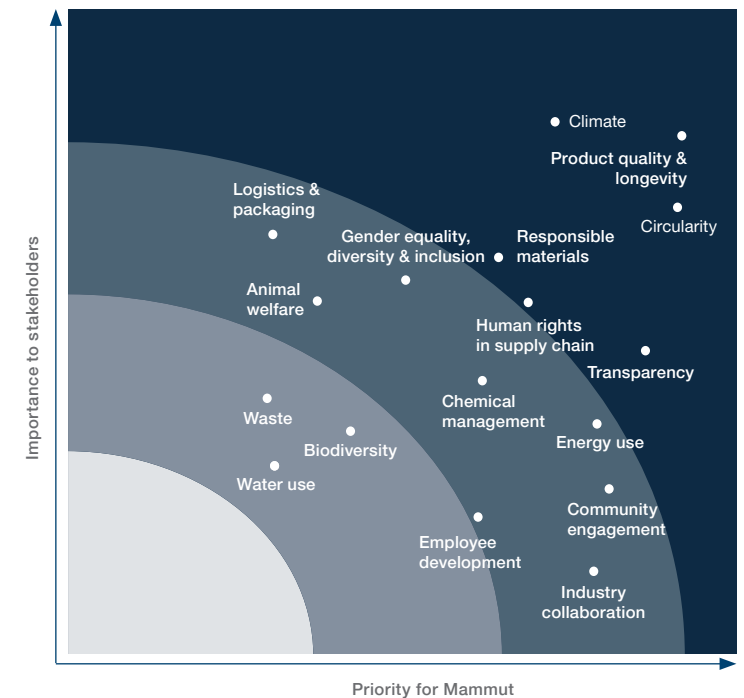 Importance to stakeholders
Climate
Product quality &
longevity
Circularity
Logistics &
packaging
Gender equality,
diversity & inclusion
Responsible
materials
Animal
welfare
Human rights
in supply chain
Transparency
Chemical
management
Waste
Biodiversity
Energy use
Water use
Community
engagement
Employee
development
Industry
collaboration
Priority for Mammut